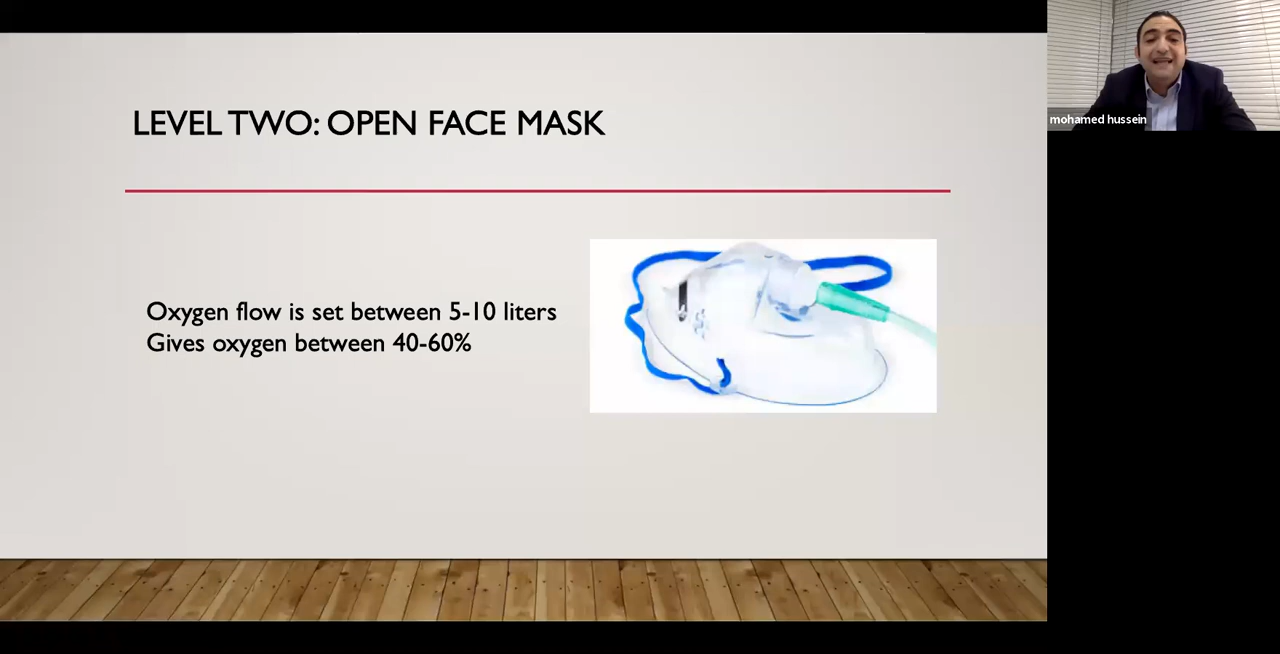 LEVEL TWO: OPEN FACE MASK
Oxygen flow is set between 5-10 liters
Gives oxygen between 40-60%
mohamed hussein